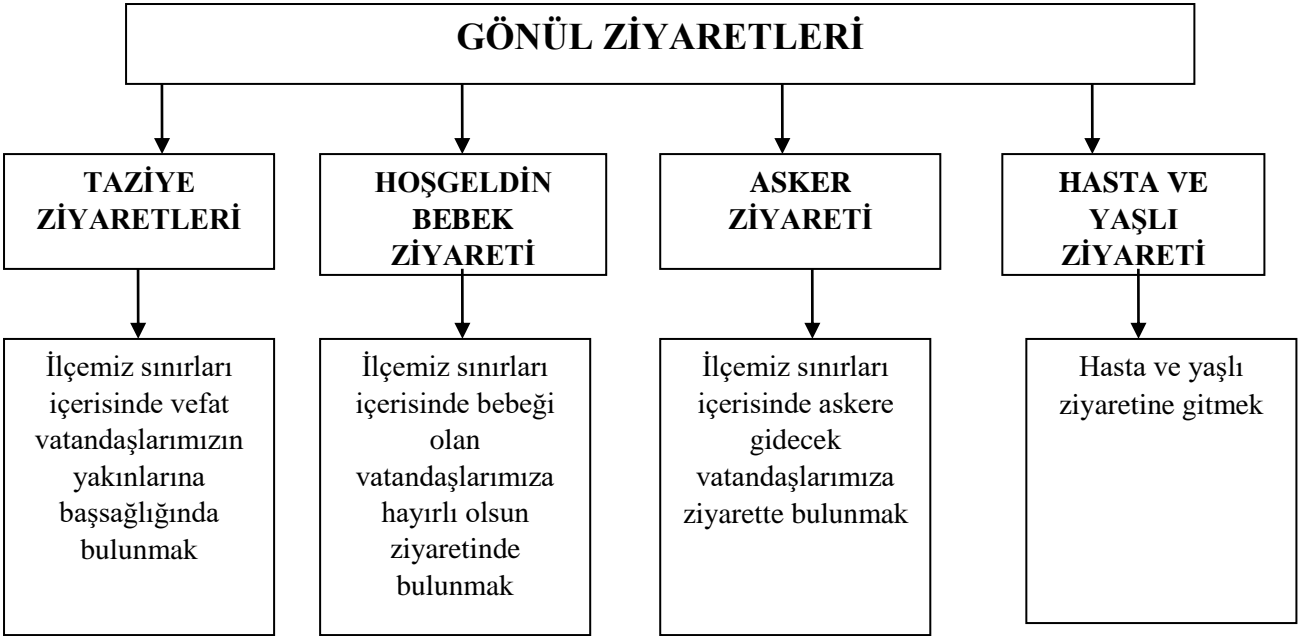 GÖNÜL ZİYARETLERİ
TAZİYE
ZİYARETLERİ
HOŞGELDİN
BEBEK
ZİYARETİ
ASKER
ZİYARETİ
HASTA VE
YAŞLI
ZİYARETİ
İlçemiz sınırları
içerisinde vefat
vatandaşlarımızın
yakınlarına
başsağlığında
bulunmak
İlçemiz sınırları
içerisinde bebeği
olan
vatandaşlarımıza
hayırlı olsun
ziyaretinde
bulunmak
İlçemiz sınırları
içerisinde askere
gidecek
vatandaşlarımıza
ziyarette bulunmak
Hasta ve yaşlı
ziyaretine gitmek